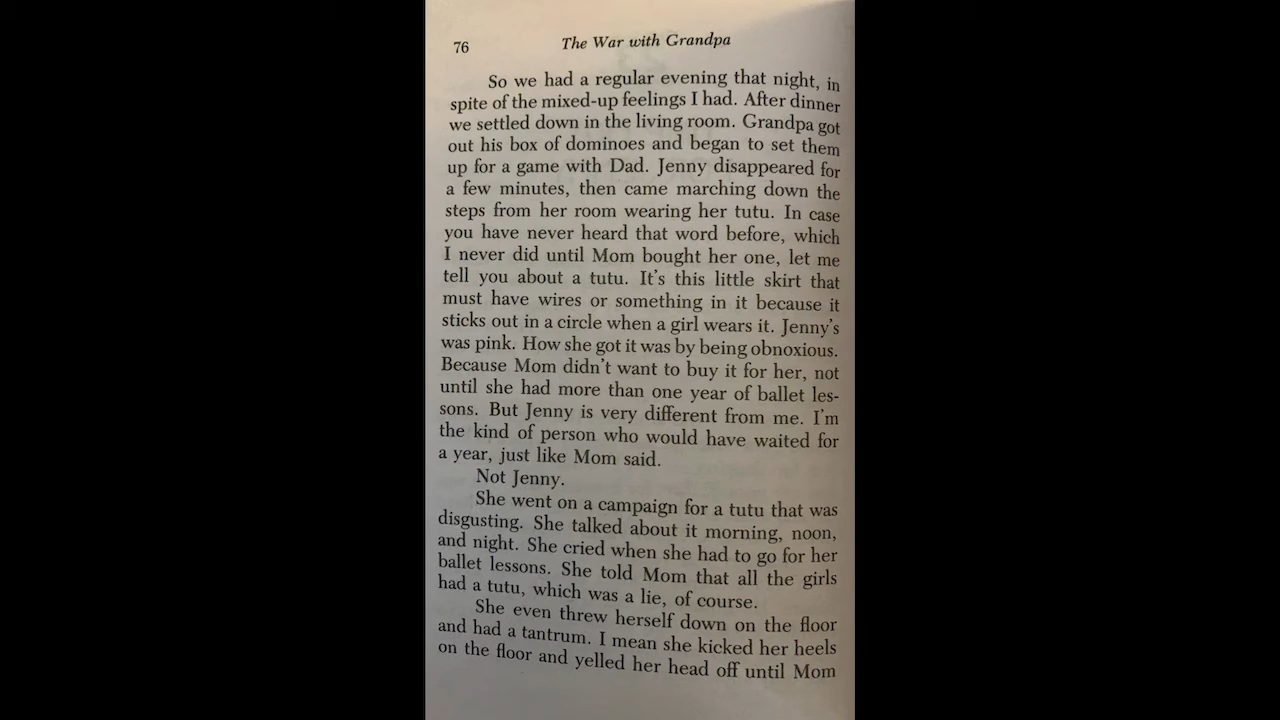 76
The War with Grandpa
So we had a regular evening that night, in
spite of the mixed-up feelings I had. After dinner
we settled down in the living room. Grandpa got
out his box of dominoes and began to set them
up for a game with Dad. Jenny disappeared for
a few minutes, then came marching down the
steps from her room wearing her tutu. In case
you have never heard that word before, which
I never did until Mom bought her one, let me
tell you about a tutu. It's this little skirt that
must have wires or something in it because it
sticks out in a circle when a girl wears it. Jenny's
was pink. How she got it was by being obnoxious.
Because Mom didn't want to buy it for her, not
until she had more than one year of ballet les-
sons. But Jenny is very different from me. I'm
the kind of person who would have waited for
a year, just like Mom said.
Not Jenny.
She went on a campaign for a tutu that was
disgusting. She talked about it morning, noon,
and night. She cried when she had to go for her
ballet lessons. She told Mom that all the girls
had a tutu, which was a lie, of course.
She even threw herself down on the floor
and had a tantrum. I mean she kicked her heels
on the floor and yelled her head off until Mom